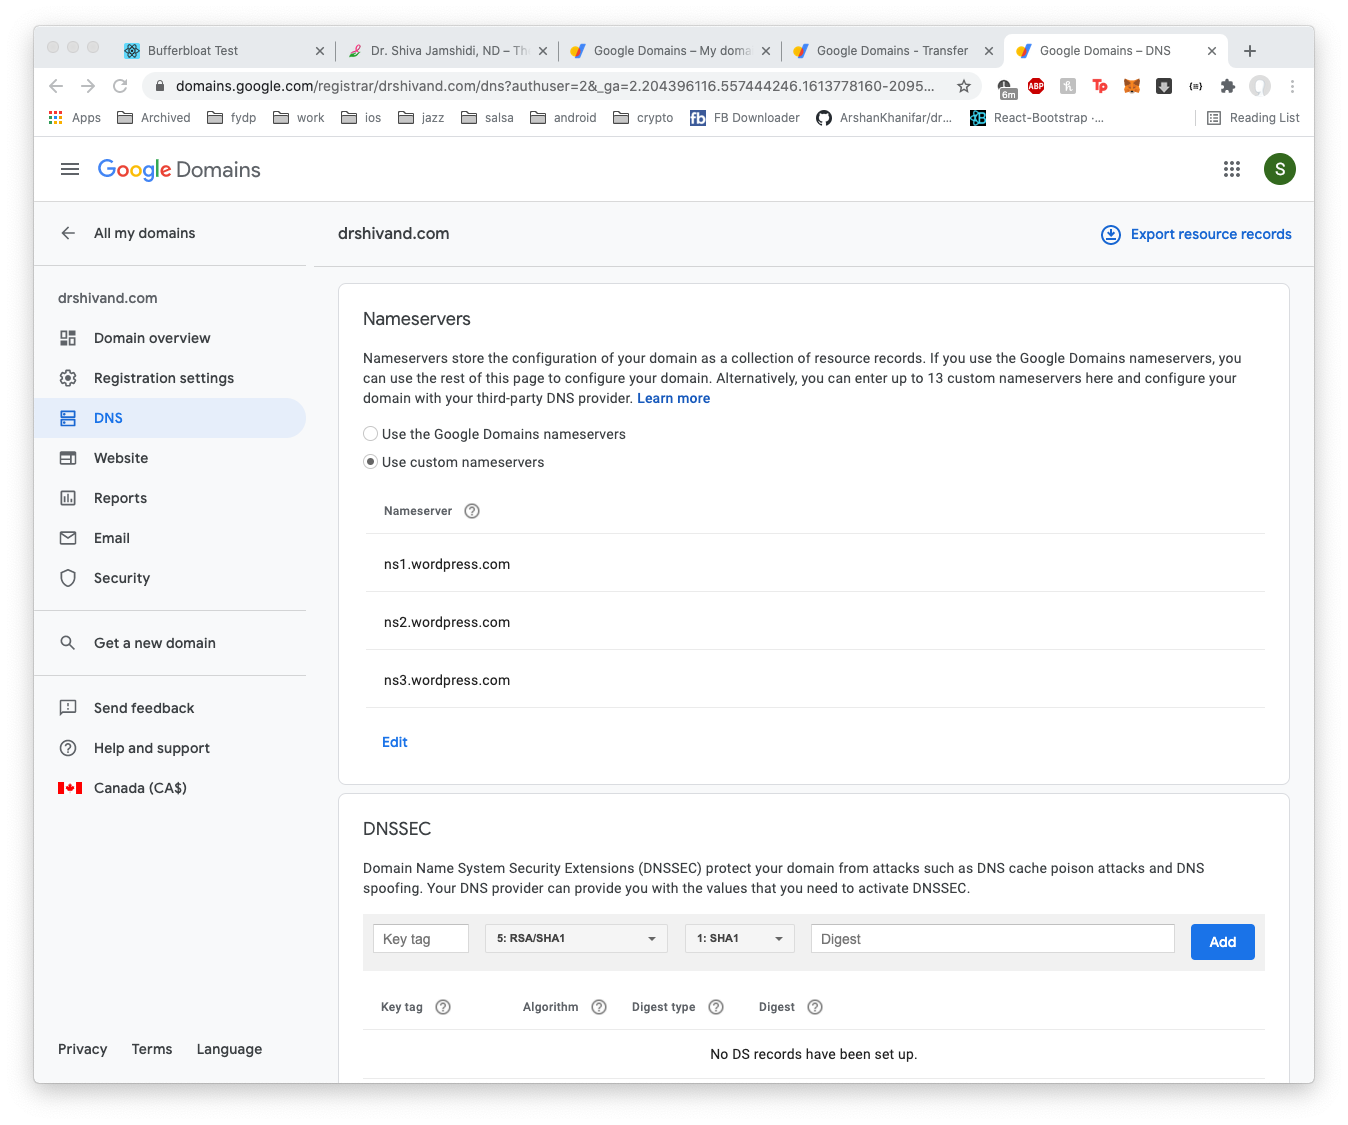 Bufferbloat Test
Dr. Shiva Jamshidi, ND – The
Google Domains – My doma
Google Domains - Transfer
Google Domains – DNS
domains.google.com/registrar/drshivand.com/dns?authuser=2&_ga=2.204396116.557444246.1613778160-2095...
6m
ABP
Tp
Apps
Archived
fydp
work
ios
jazz
salsa
android
crypto
fb
FB Downloader
ArshanKhanifar/dr...
React-Bootstrap ·...
Reading List
Google Domains
S
All my domains
drshivand.com
Export resource records
drshivand.com
Domain overview
Registration settings
DNS
Website
Reports
Email
Security
Get a new domain
Send feedback
Help and support
Canada (CA$)
Privacy Terms Language
Nameservers
Nameservers store the configuration of your domain as a collection of resource records. If you use the Google Domains nameservers, you
can use the rest of this page to configure your domain. Alternatively, you can enter up to 13 custom nameservers here and configure your
domain with your third-party DNS provider. Learn more
Use the Google Domains nameservers
Use custom nameservers
Nameserver
ns1.wordpress.com
ns2.wordpress.com
ns3.wordpress.com
Edit
DNSSEC
Domain Name System Security Extensions (DNSSEC) protect your domain from attacks such as DNS cache poison attacks and DNS
spoofing. Your DNS provider can provide you with the values that you need to activate DNSSEC.
Key tag 5: RSA/SHA1 1: SHA1 Digest Add
Key tag Algorithm Digest type Digest
No DS records have been set up.